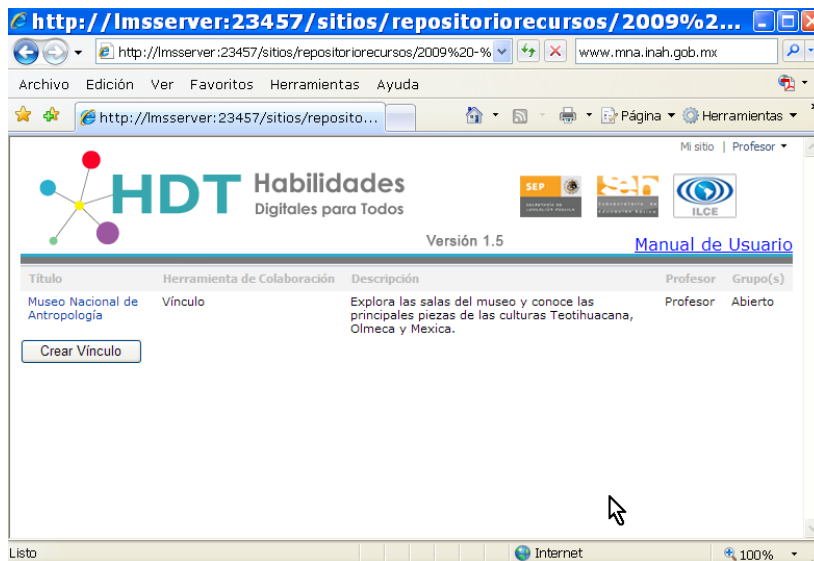 http://lmsserver:23457/sitios/repositoriorecursos/2009%2...
http://lmsserver:23457/sitios/repositoriorecursos/2009%20-%
www.mna.inah.gob.mx
Archivo Edición Ver Favoritos Herramientas Ayuda
http://lmsserver:23457/sitios/reposito...
Página Herramientas
Mi sitio | Profesor
HDT Habilidades
Digitales para Todos
SEP
ILCE
Versión 1.5
Manual de Usuario
Título Herramienta de Colaboración Descripción Profesor Grupo(s)
Museo Nacional de Vínculo Explora las salas del museo y conoce las Profesor Abierto
Antropología principales piezas de las culturas Teotihuacana,
Olmeca y Mexica.
Crear Vínculo
Listo Internet 100%